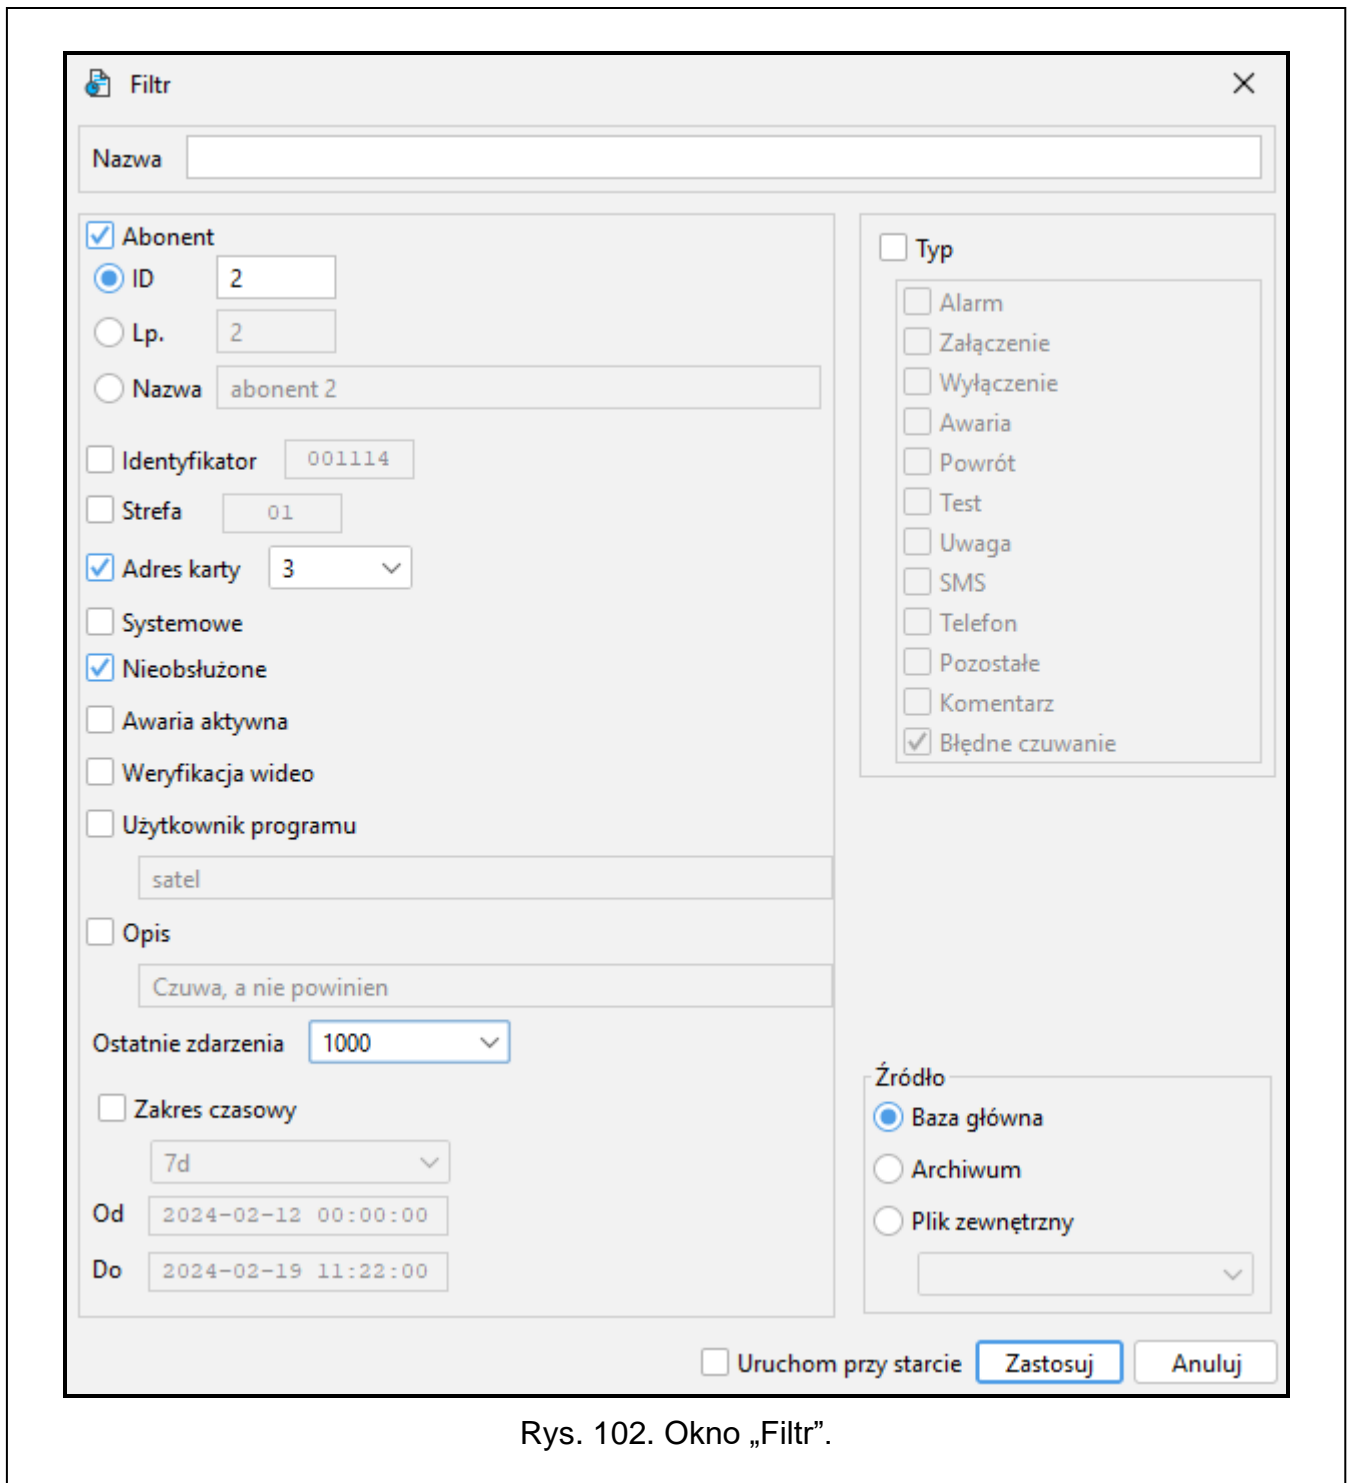 Filtr
Nazwa
Abonent
ID 2
Lp. 2
Nazwa abonent 2
Identyfikator 001114
Strefa 01
Adres karty 3
Systemowe
Nieobsłużone
Awaria aktywna
Weryfikacja wideo
Użytkownik programu
satel
Opis
Czuwa, a nie powinien
Ostatnie zdarzenia 1000
Zakres czasowy
7d
Od 2024-02-12 00:00:00
Do 2024-02-19 11:22:00
Typ
Alarm
Załączenie
Wyłączenie
Awaria
Powrót
Test
Uwaga
SMS
Telefon
Pozostałe
Komentarz
Błędne czuwanie
Źródło
Baza główna
Archiwum
Plik zewnętrzny
Uruchom przy starcie Zastosuj Anuluj
Rys. 102. Okno „Filtr”.